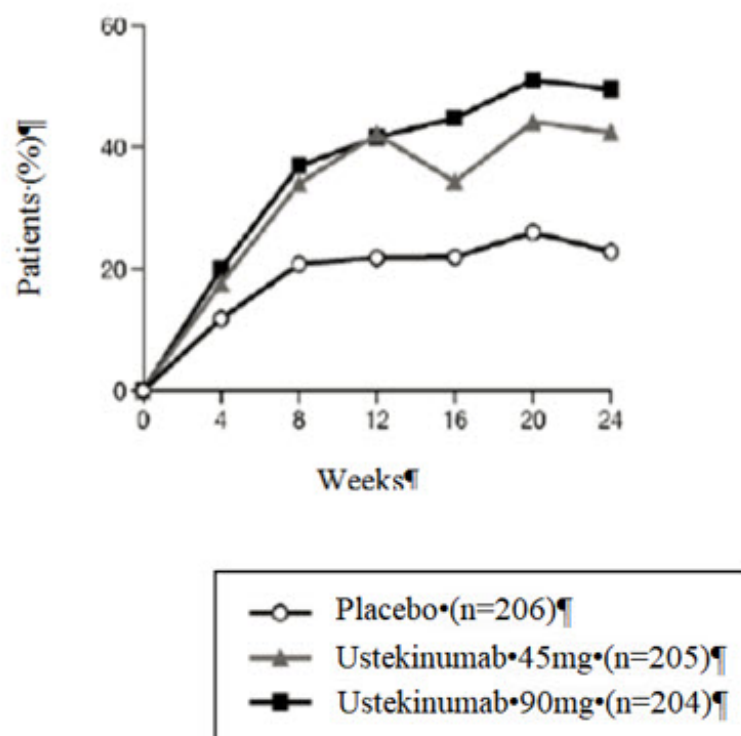 60
40
20
0
0 4 8 12 16 20 24
Patients·(%)¶
Weeks¶
Placebo•(n=206)¶
Ustekinumab•45mg•(n=205)¶
Ustekinumab•90mg•(n=204)¶